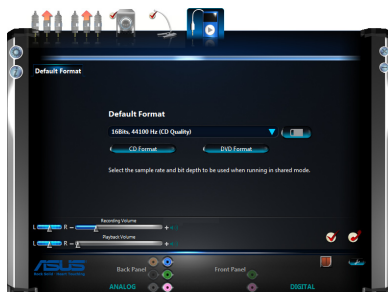 Default Format
Default Format
16Bits, 44100 Hz (CD Quality)
CD Format
DVD Format
Select the sample rate and bit depth to be used when running in shared mode.
Recording Volume
L R - +
Playback Volume
L R - +
ASUS
Back Panel
Front Panel
ANALOG
DIGITAL